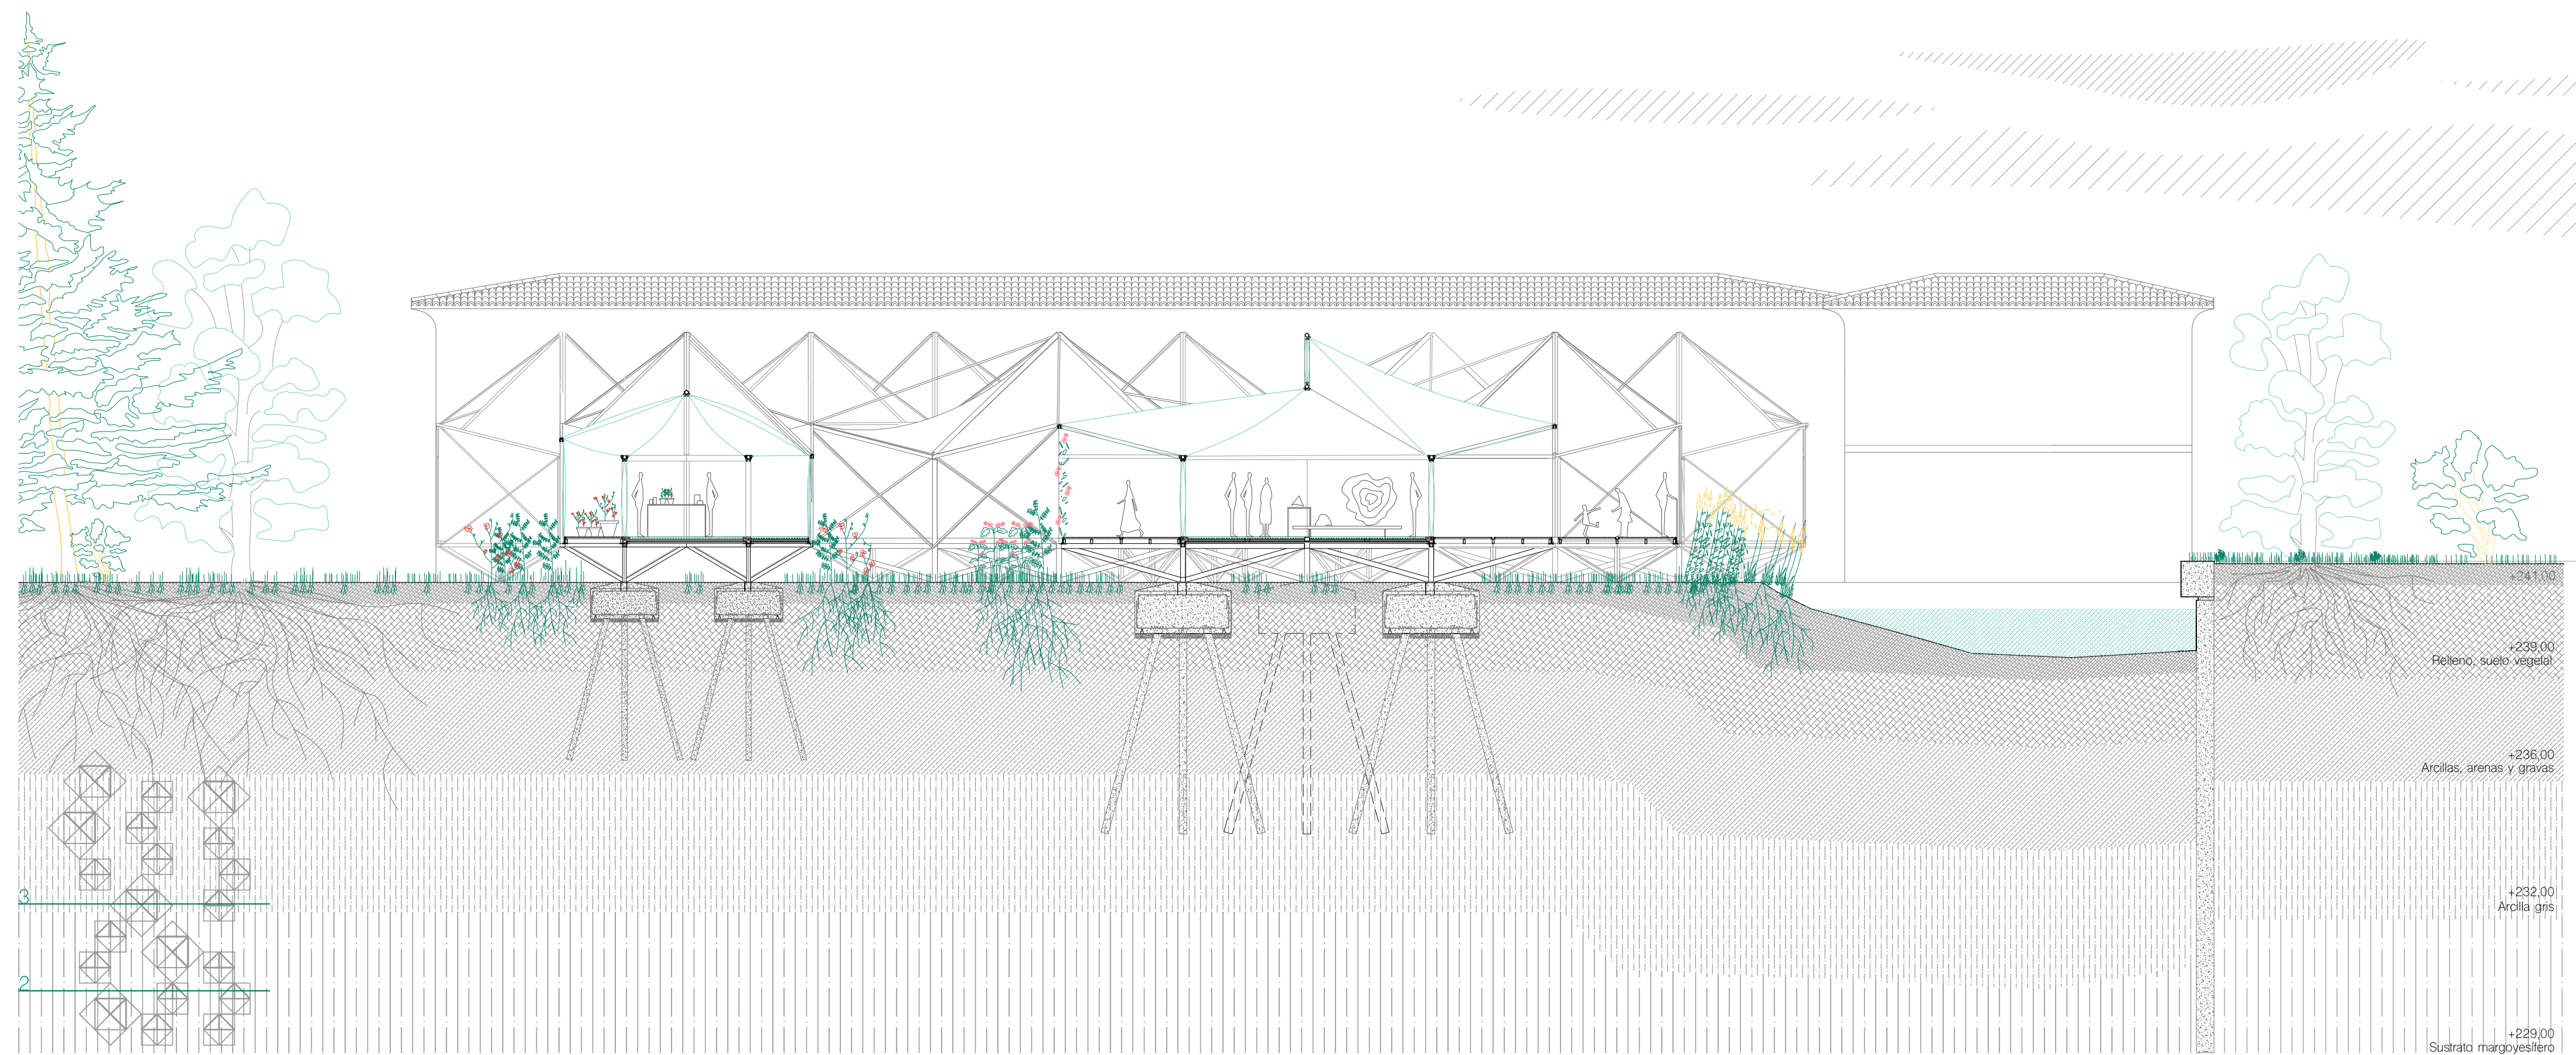 +241,00
+239,00
Relleno, suelo vegetal
+236,00
Arcillas, arenas y gravas
3
+232,00
Arcilla gris
2
+229,00
Sustrato margoyesífero